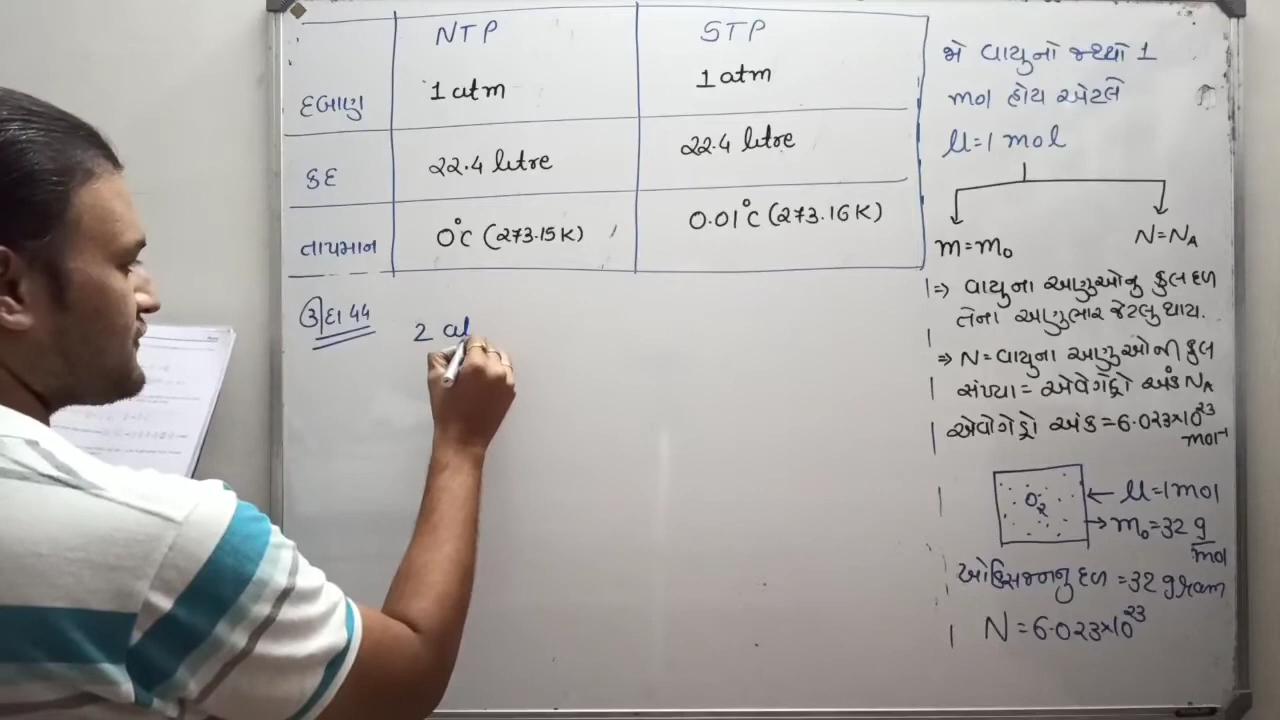 NTP STP
દબાણ 1 atm 1 atm
કદ 22.4 litre 22.4 litre
તાપમાન 0°C (273.15K) 0.01°C (273.16K)
ઉદા 44
2 at
જો વાયુનો જથ્થો 1
mol હોય એટલે
μ=1 mol
m=m₀ N=N_A
=> વાયુના અણુઓનુ કુલ દળ
તેના અણુભાર જેટલુ થાય.
=> N=વાયુના અણુઓની કુલ
સંખ્યા= એવેગેડ્રો અંક N_A
એવોગેડ્રો અંક=6.023×10²³
mol⁻¹
O₂ ← μ=1 mol
→ m₀=32 g/mol
ઓક્સિજનનુ દળ =32 gram
N=6.023×10²³